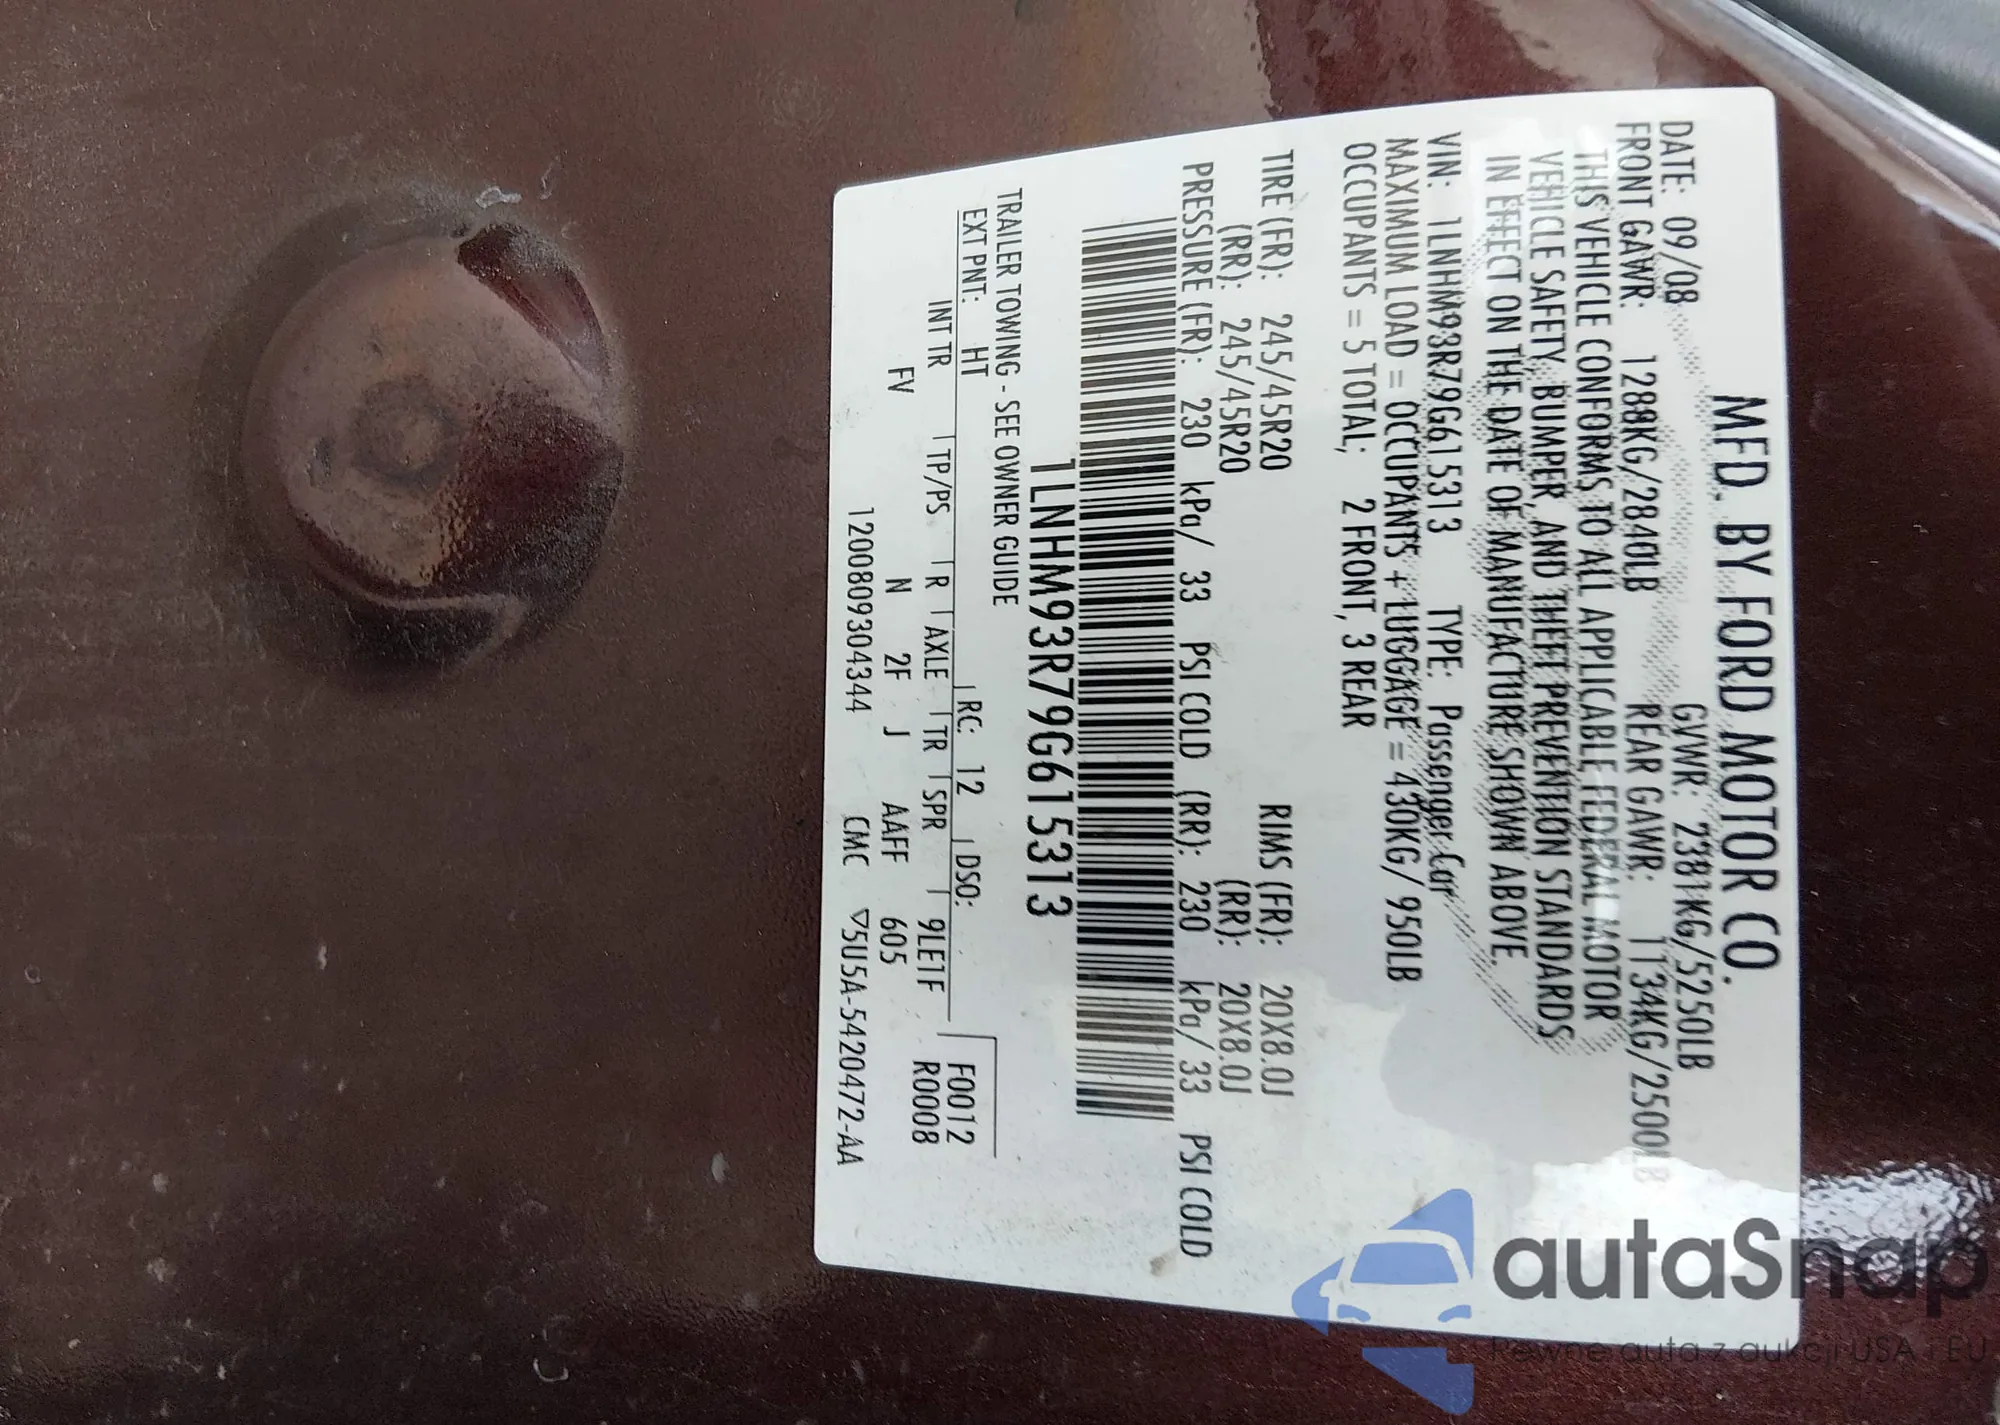 MFD. BY FORD MOTOR CO.
DATE: 09/08 GVWR: 2381KG/5250LB
FRONT GAWR: 1288KG/2840LB REAR GAWR: 1134KG/2500LB
THIS VEHICLE CONFORMS TO ALL APPLICABLE FEDERAL MOTOR
VEHICLE SAFETY, BUMPER, AND THEFT PREVENTION STANDARDS
IN EFFECT ON THE DATE OF MANUFACTURE SHOWN ABOVE.
VIN: 1LNHM93R79G615313 TYPE: Passenger Car
MAXIMUM LOAD = OCCUPANTS + LUGGAGE = 430KG/ 950LB
OCCUPANTS = 5 TOTAL; 2 FRONT, 3 REAR
TIRE (FR): 245/45R20 RIMS (FR): 20X8.0J
(RR): 245/45R20 (RR): 20X8.0J
PRESSURE (FR): 230 kPa/ 33 PSI COLD (RR): 230 kPa/ 33 PSI COLD
1LNHM93R79G615313
TRAILER TOWING - SEE OWNER GUIDE
EXT PNT: HT RC: 12 DSO: F0012
INT TR TP/PS R AXLE TR SPR 9LE1F R0008
FV N 2F J AAFF 605
1200809304344 CMC ▽5U5A-5420472-AA
autaSnap
Pewne auta z aukcji USA i EU